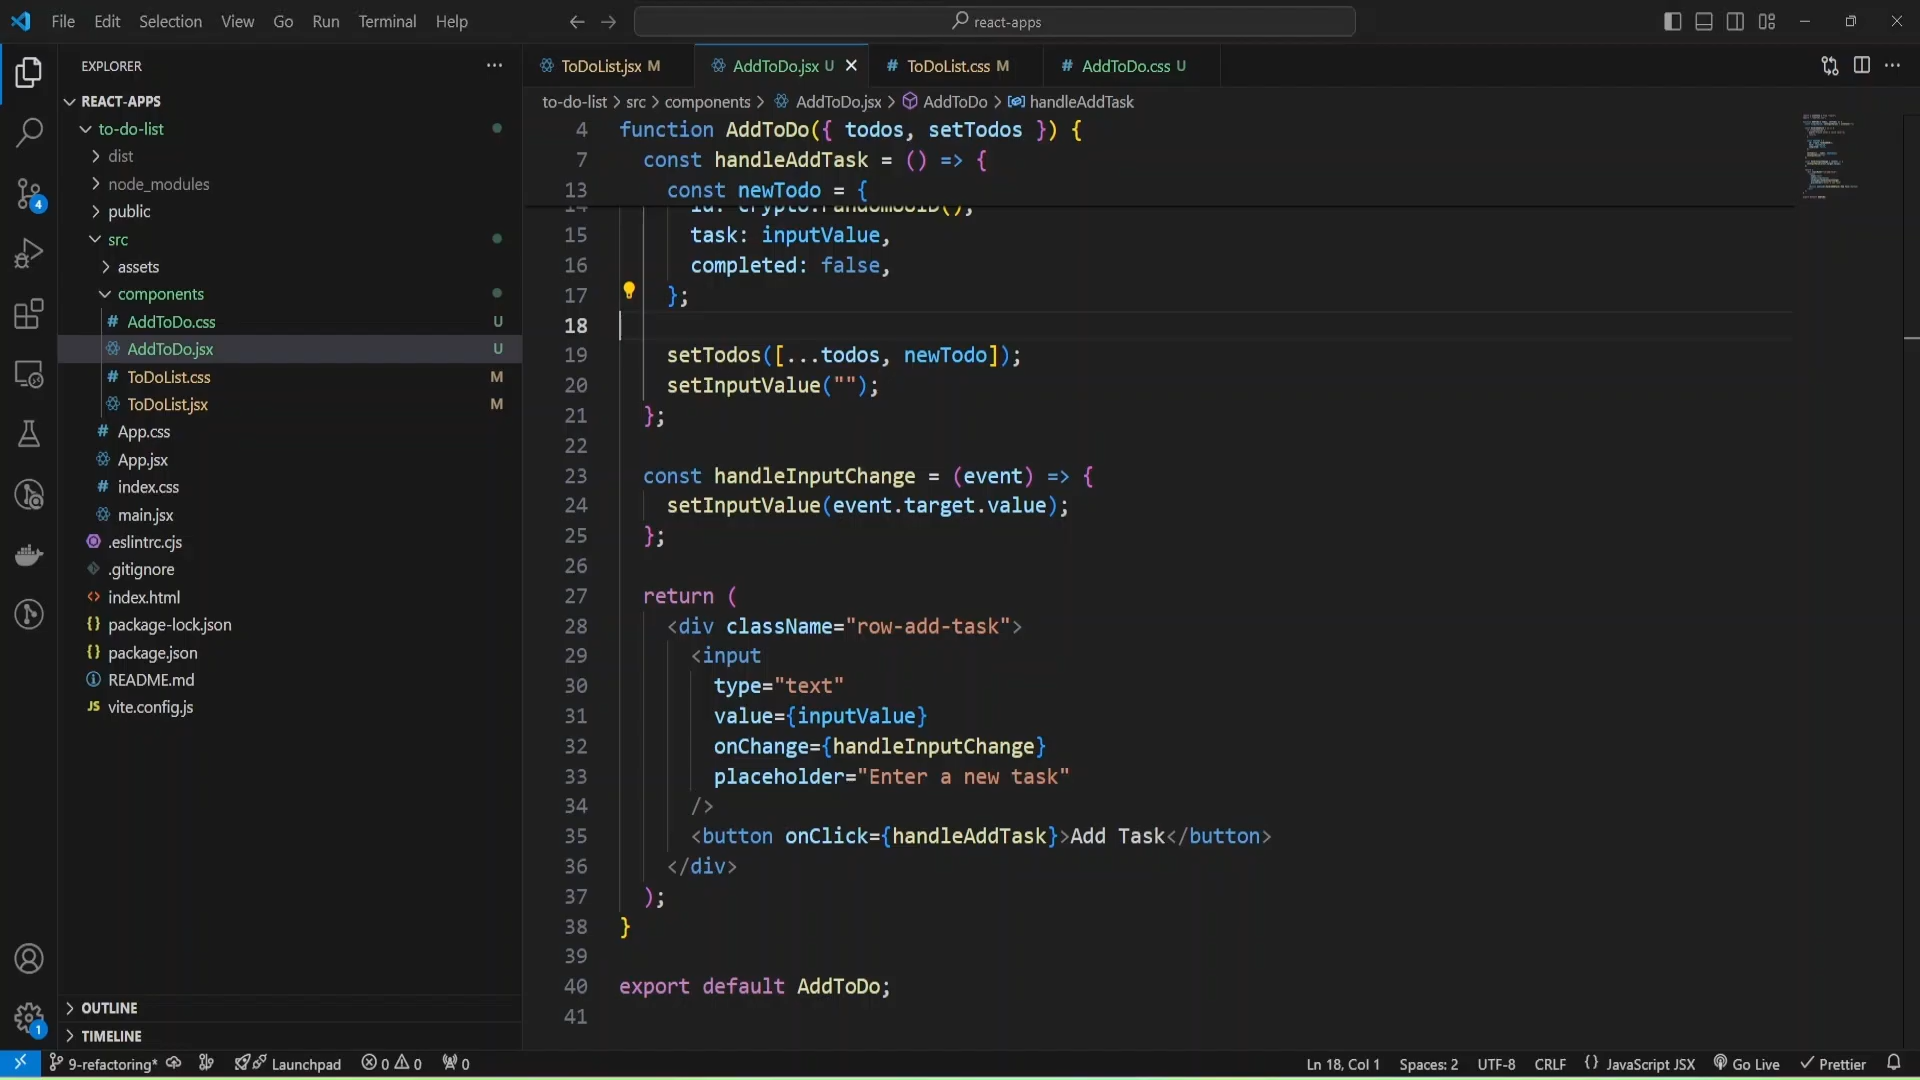 File Edit Selection View Go Run Terminal Help
react-apps
EXPLORER
REACT-APPS
to-do-list
dist
node_modules
public
src
assets
components
# AddToDo.css U
AddToDo.jsx U
# ToDoList.css M
ToDoList.jsx M
# App.css
App.jsx
# index.css
main.jsx
.eslintrc.cjs
.gitignore
<> index.html
{} package-lock.json
{} package.json
README.md
JS vite.config.js
OUTLINE
TIMELINE
4
1
ToDoList.jsx M
AddToDo.jsx U
# ToDoList.css M
# AddToDo.css U
to-do-list > src > components > AddToDo.jsx > AddToDo > handleAddTask
4 function AddToDo({ todos, setTodos }) {
7 const handleAddTask = () => {
13 const newTodo = {
14 id: crypto.randomUUID(),
15 task: inputValue,
16 completed: false,
17 };
18
19 setTodos([...todos, newTodo]);
20 setInputValue("");
21 };
22
23 const handleInputChange = (event) => {
24 setInputValue(event.target.value);
25 };
26
27 return (
28 <div className="row-add-task">
29 <input
30 type="text"
31 value={inputValue}
32 onChange={handleInputChange}
33 placeholder="Enter a new task"
34 />
35 <button onClick={handleAddTask}>Add Task</button>
36 </div>
37 );
38 }
39
40 export default AddToDo;
41
9-refactoring* Launchpad 0 0 0 Ln 18, Col 1 Spaces: 2 UTF-8 CRLF {} JavaScript JSX Go Live Prettier